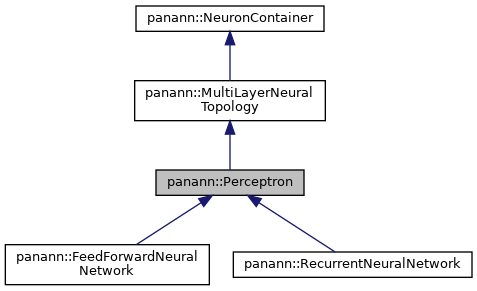 panann::NeuronContainer
panann::MultiLayerNeural
Topology
panann::Perceptron
panann::FeedForwardNeural
Network
panann::RecurrentNeuralNetwork